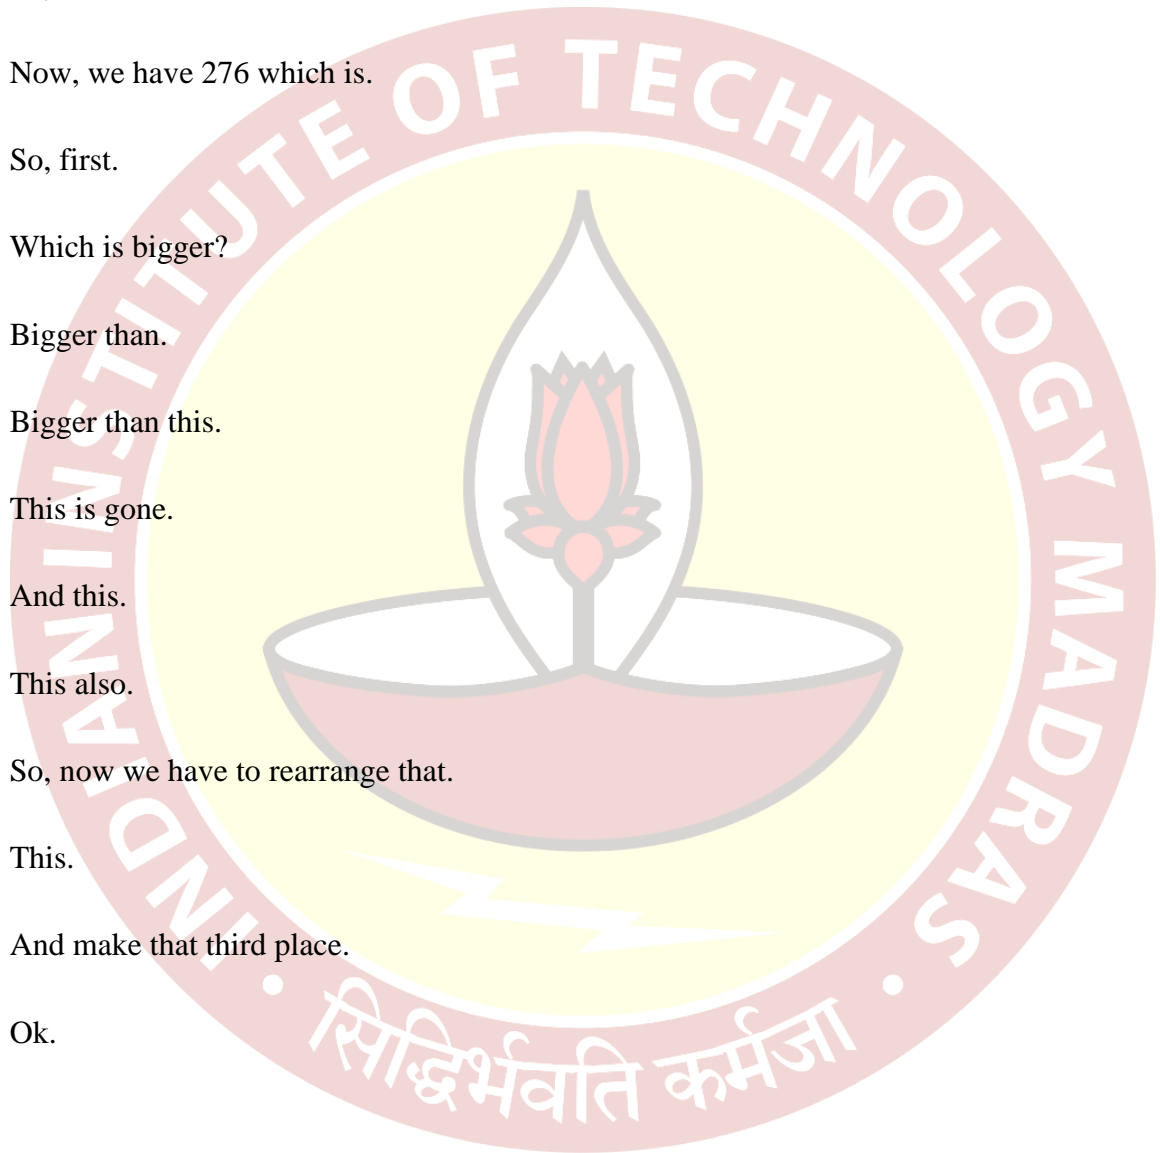 Now, we have 276 which is.
So, first.
Which is bigger?
Bigger than.
Bigger than this.
This is gone.
And this.
This also.
So, now we have to rearrange that.
This.
And make that third place.
Ok.
INDIAN INSTITUTE OF TECHNOLOGY MADRAS
सिद्धिर्भवति कर्मजा